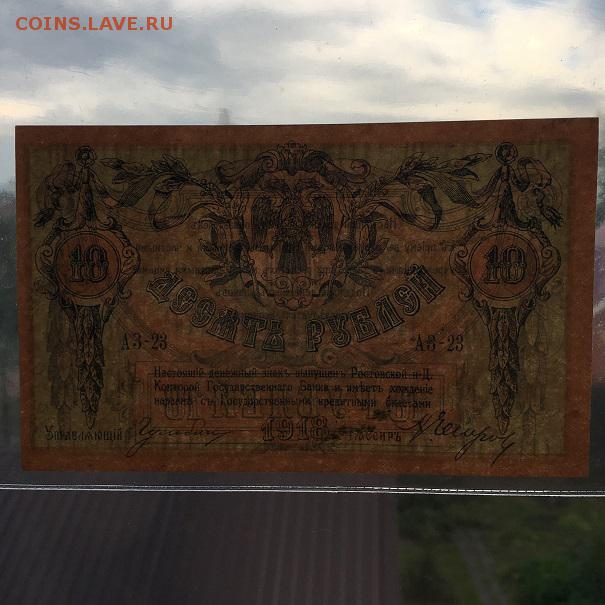 COINS.LAVE.RU
10 10
ДЕСЯТЬ РУБЛЕЙ
АЗ-23 АЗ-23
Настоящій денежный знакъ выпущенъ Ростовской н-Д.
Конторой Государственнаго Банка и имѣетъ хожденіе
наравнѣ съ Государственными кредитными билетами
1918
Управляющій Кассиръ